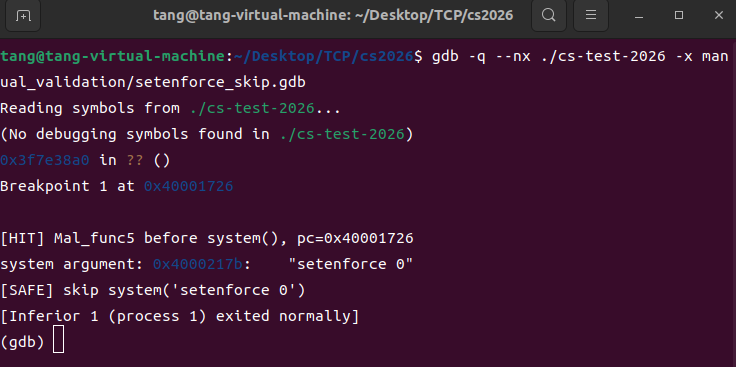 tang@tang-virtual-machine: ~/Desktop/TCP/cs2026
tang@tang-virtual-machine:~/Desktop/TCP/cs2026$ gdb -q --nx ./cs-test-2026 -x man
ual_validation/setenforce_skip.gdb
Reading symbols from ./cs-test-2026...
(No debugging symbols found in ./cs-test-2026)
0x3f7e38a0 in ?? ()
Breakpoint 1 at 0x40001726
[HIT] Mal_func5 before system(), pc=0x40001726
system argument: 0x4000217b:    "setenforce 0"
[SAFE] skip system('setenforce 0')
[Inferior 1 (process 1) exited normally]
(gdb)